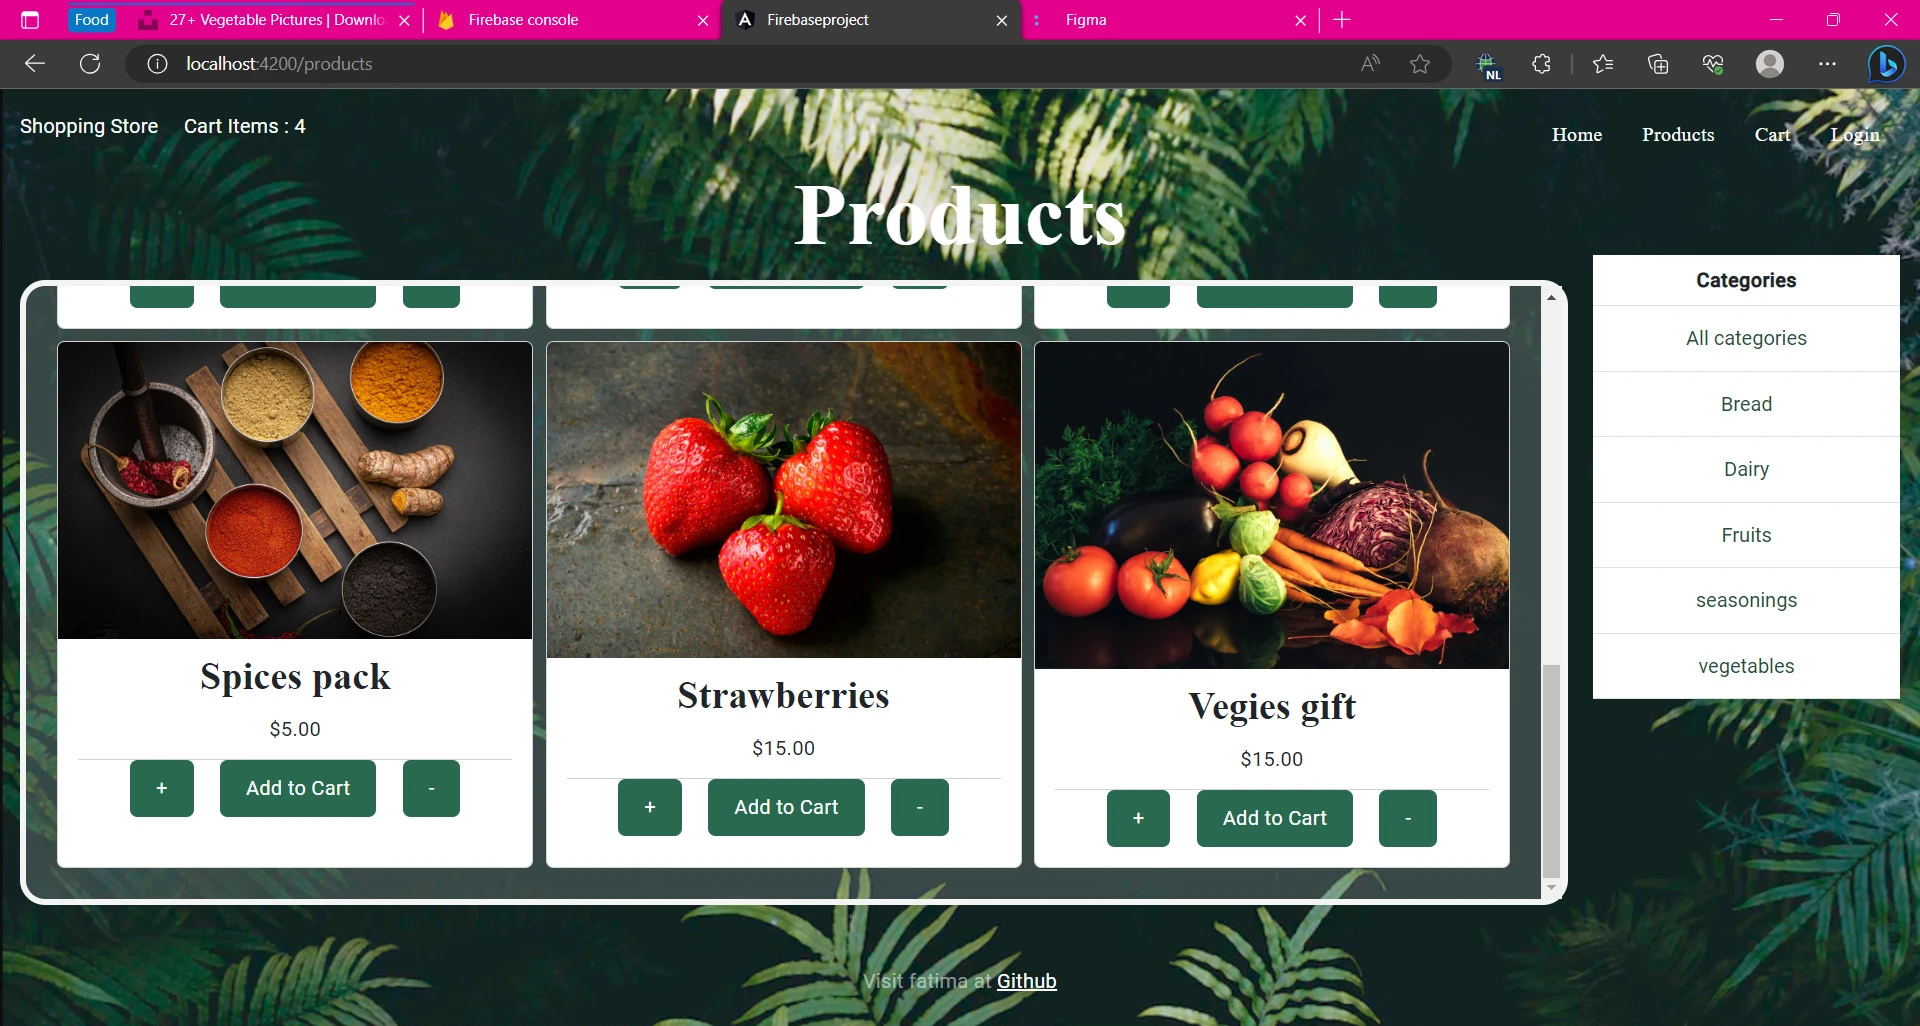 Food
27+ Vegetable Pictures | Downlo
Firebase console
Firebaseproject
Figma
localhost:4200/products
NL
Shopping Store
Cart Items : 4
Home
Products
Cart
Login
Products
Categories
All categories
Bread
Dairy
Fruits
seasonings
vegetables
Spices pack
$5.00
+
Add to Cart
-
Strawberries
$15.00
+
Add to Cart
-
Vegies gift
$15.00
+
Add to Cart
-
Visit fatima at Github